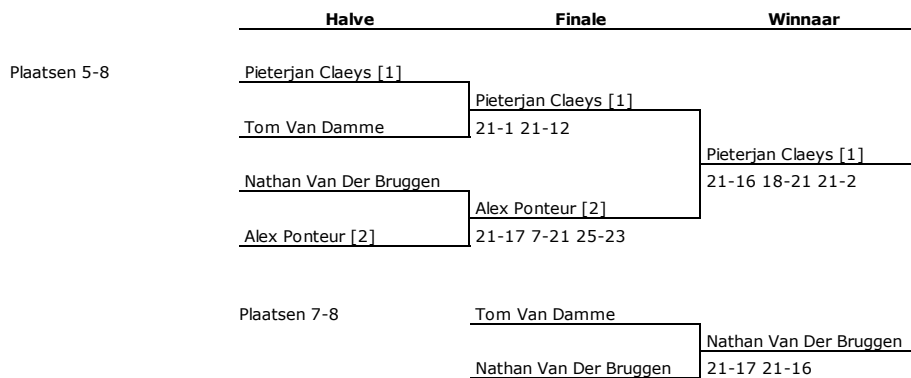 Halve Finale Winnaar
Plaatsen 5-8 Pieterjan Claeys [1]
Pieterjan Claeys [1]
Tom Van Damme 21-1 21-12
Pieterjan Claeys [1]
Nathan Van Der Bruggen 21-16 18-21 21-2
Alex Ponteur [2]
Alex Ponteur [2] 21-17 7-21 25-23
Plaatsen 7-8 Tom Van Damme
Nathan Van Der Bruggen
Nathan Van Der Bruggen 21-17 21-16